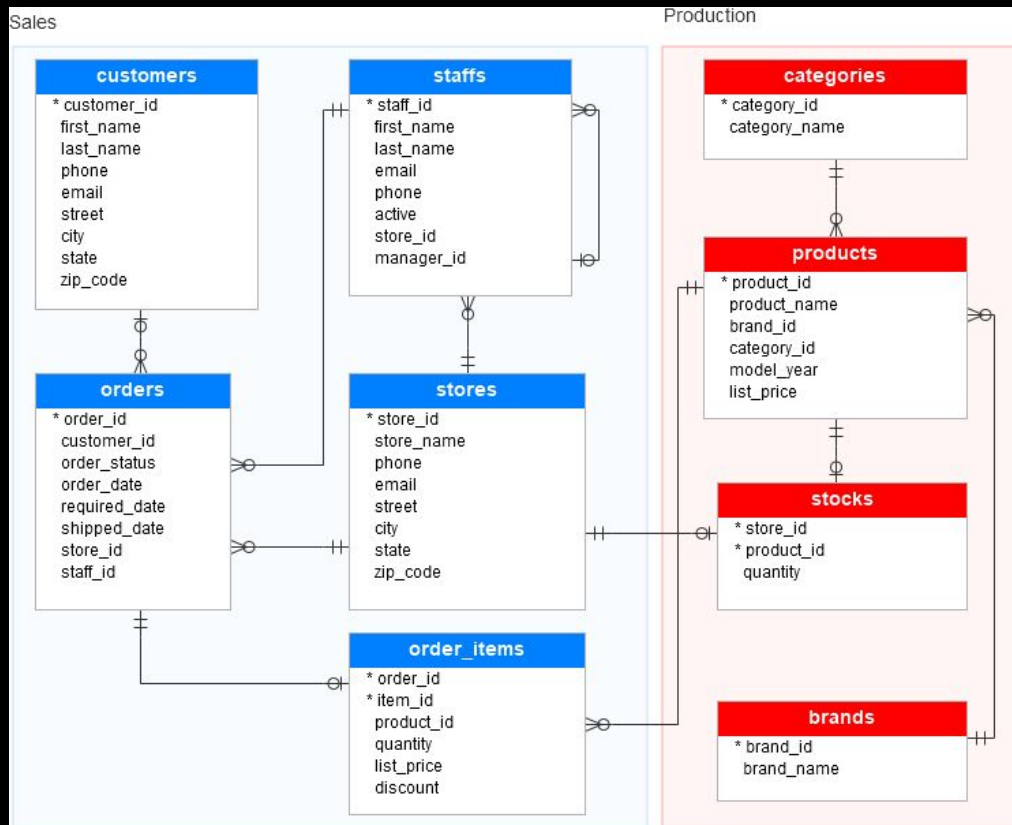 Sales
customers
* customer_id
first_name
last_name
phone
email
street
city
state
zip_code
staffs
* staff_id
first_name
last_name
email
phone
active
store_id
manager_id
orders
* order_id
customer_id
order_status
order_date
required_date
shipped_date
store_id
staff_id
stores
* store_id
store_name
phone
email
street
city
state
zip_code
order_items
* order_id
* item_id
product_id
quantity
list_price
discount
Production
categories
* category_id
category_name
products
* product_id
product_name
brand_id
category_id
model_year
list_price
stocks
* store_id
* product_id
quantity
brands
* brand_id
brand_name